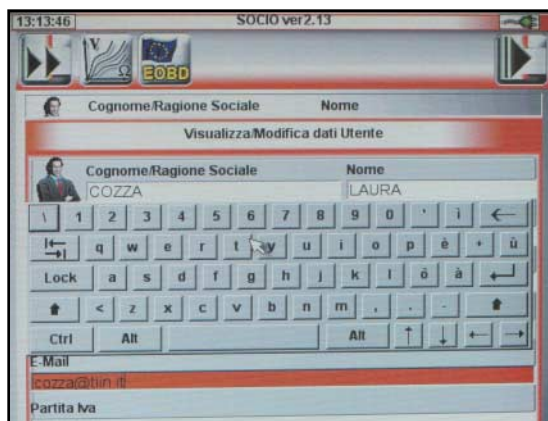 13:13:46 SOCIO ver2.13
V Ω EOBD
Cognome/Ragione Sociale Nome
Visualizza/Modifica dati Utente
Cognome/Ragione Sociale Nome
COZZA LAURA
\ 1 2 3 4 5 6 7 8 9 0 ' ì ←
q w e r t y u i o p è + ù
Lock a s d f g h j k l ò à
< z x c v b n m , . -
Ctrl Alt Alt ↑ ↓ ← →
E-Mail
cozza@tiin.it
Partita Iva